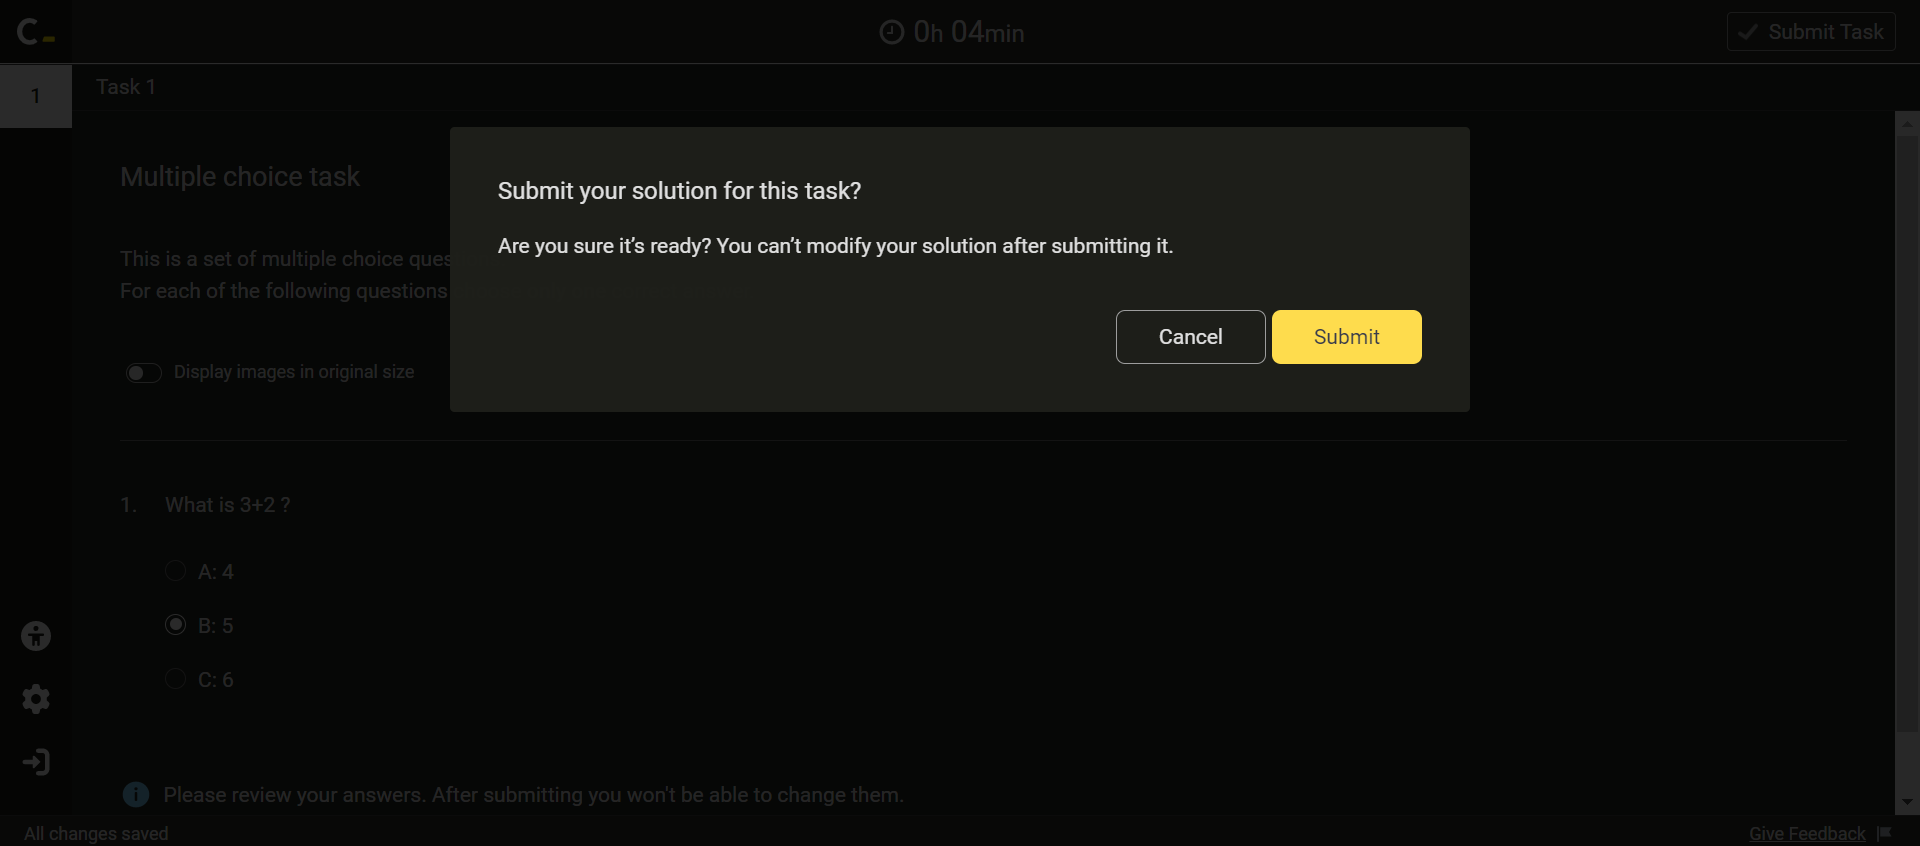 C_
0h 04min
Submit Task
1
Task 1
Multiple choice task
This is a set of multiple choice
For each of the following questions
Submit your solution for this task?
Are you sure it’s ready? You can’t modify your solution after submitting it.
Cancel
Submit
Display images in original size
1. What is 3+2 ?
A: 4
B: 5
C: 6
Please review your answers. After submitting you won't be able to change them.
All changes saved
Give Feedback